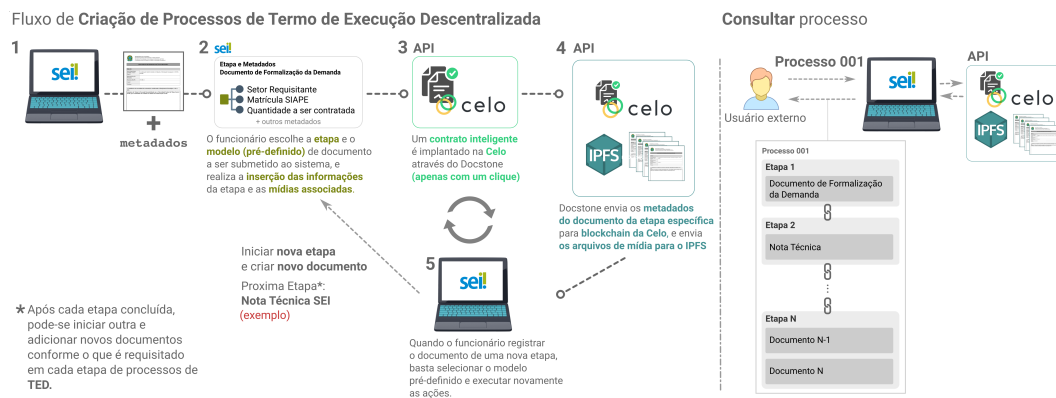 Fluxo de Criação de Processos de Termo de Execução Descentralizada
1
sei!
+
metadados
2 sei!
Etapa e Metadados
Documento de Formalização da Demanda
Setor Requisitante
Matrícula SIAPE
Quantidade a ser contratada
+ outros metadados
O funcionário escolhe a etapa e o
modelo (pré-definido) de documento
a ser submetido ao sistema, e
realiza a inserção das informações
da etapa e as mídias associadas.
3 API
celo
Um contrato inteligente
é implantado na Celo
através do Docstone
(apenas com um clique)
4 API
celo
IPFS
Docstone envia os metadados
do documento da etapa específica
para blockchain da Celo, e envia
os arquivos de mídia para o IPFS
Iniciar nova etapa
e criar novo documento
Proxima Etapa*:
Nota Técnica SEI
(exemplo)
5
sei!
Quando o funcionário registrar
o documento de uma nova etapa,
basta selecionar o modelo
pré-definido e executar novamente
as ações.
* Após cada etapa concluída,
pode-se iniciar outra e
adicionar novos documentos
conforme o que é requisitado
em cada etapa de processos de
TED.
Consultar processo
Processo 001
Usuário externo
sei!
API
celo
IPFS
Processo 001
Etapa 1
Documento de Formalização
da Demanda
Etapa 2
Nota Técnica
Etapa N
Documento N-1
Documento N